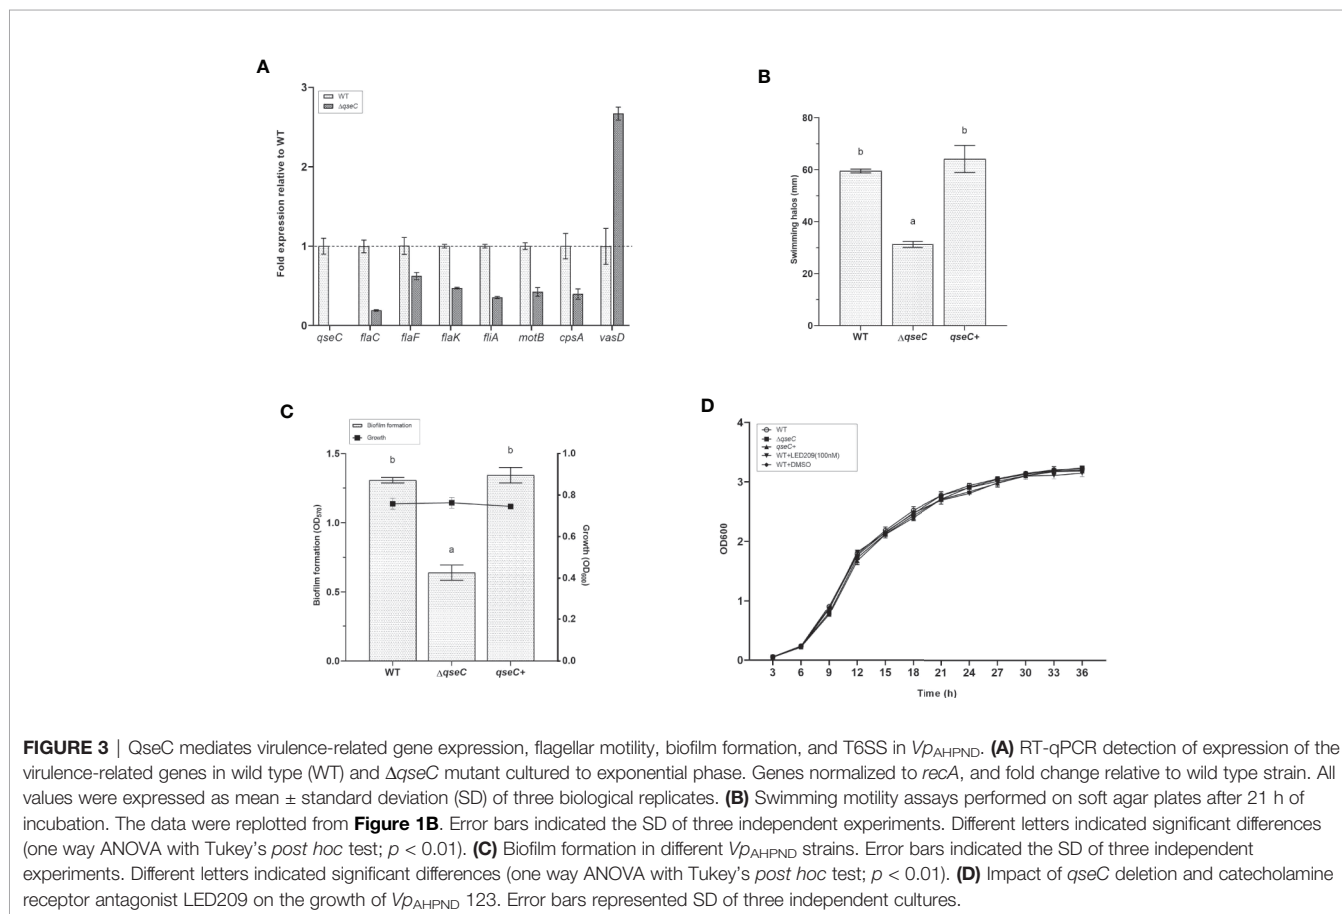 A
3
2
1
0
Fold expression relative to WT
WT
ΔqseC
qseC flaC flaF flaK fliA motB cpsA vasD
B
80
60
40
20
0
Swimming halos (mm)
b
a
b
WT ΔqseC qseC+
C
Biofilm formation
Growth
1.5
1.0
0.5
0.0
Biofilm formation (OD570)
b
a
b
1.0
0.8
0.6
0.4
0.2
0.0
Growth (OD600)
WT ΔqseC qseC+
D
WT
ΔqseC
qseC+
WT+LED209(100nM)
WT+DMSO
4
3
2
1
0
OD600
3 6 9 12 15 18 21 24 27 30 33 36
Time (h)
FIGURE 3 | QseC mediates virulence-related gene expression, flagellar motility, biofilm formation, and T6SS in VpAHPND. (A) RT-qPCR detection of expression of the
virulence-related genes in wild type (WT) and ΔqseC mutant cultured to exponential phase. Genes normalized to recA, and fold change relative to wild type strain. All
values were expressed as mean ± standard deviation (SD) of three biological replicates. (B) Swimming motility assays performed on soft agar plates after 21 h of
incubation. The data were replotted from Figure 1B. Error bars indicated the SD of three independent experiments. Different letters indicated significant differences
(one way ANOVA with Tukey's post hoc test; p < 0.01). (C) Biofilm formation in different VpAHPND strains. Error bars indicated the SD of three independent
experiments. Different letters indicated significant differences (one way ANOVA with Tukey's post hoc test; p < 0.01). (D) Impact of qseC deletion and catecholamine
receptor antagonist LED209 on the growth of VpAHPND 123. Error bars represented SD of three independent cultures.